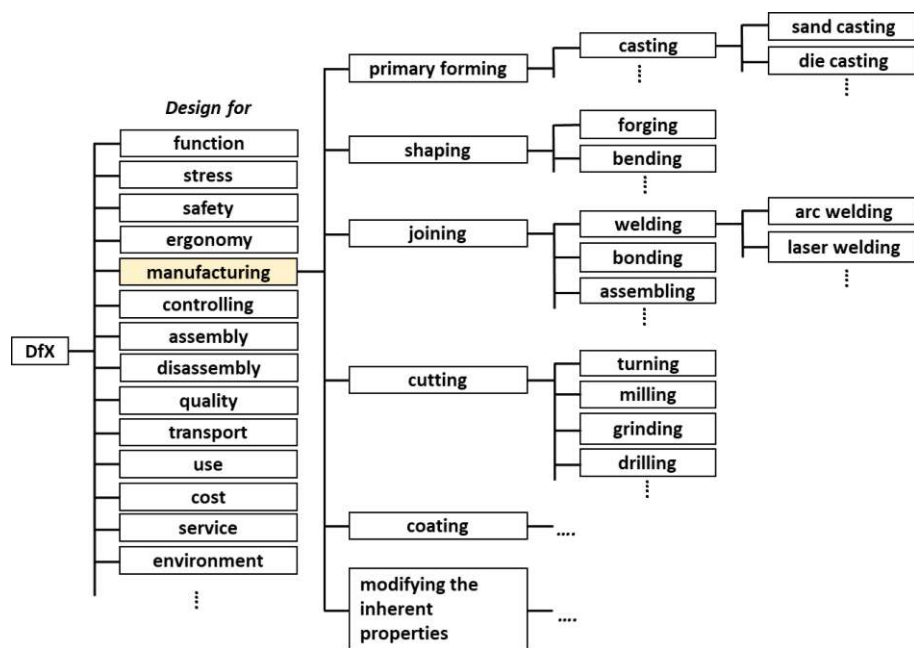 DfX
Design for
function
stress
safety
ergonomy
manufacturing
controlling
assembly
disassembly
quality
transport
use
cost
service
environment
primary forming
casting
sand casting
die casting
shaping
forging
bending
joining
welding
arc welding
laser welding
bonding
assembling
cutting
turning
milling
grinding
drilling
coating
....
modifying the
inherent
properties
....